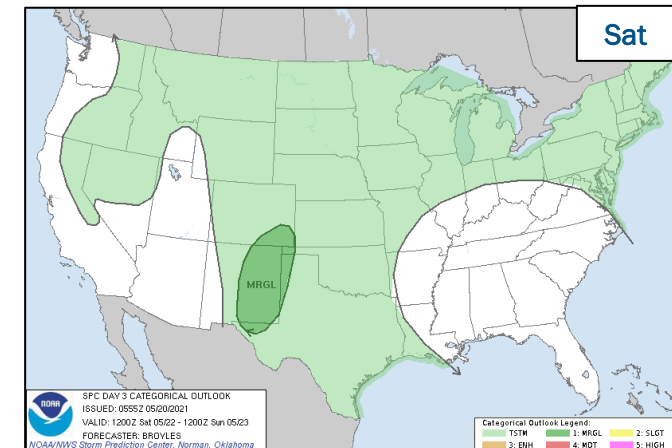 Sat
MRGL
NOAA
SPC DAY 3 CATEGORICAL OUTLOOK
ISSUED: 0555Z 05/20/2021
VALID: 1200Z Sat 05/22 - 1200Z Sun 05/23
FORECASTER: BROYLES
NOAA/NWS Storm Prediction Center, Norman, Oklahoma
Categorical Outlook Legend:
TSTM 1: MRGL 2: SLGT
3: ENH 4: MDT 5: HIGH